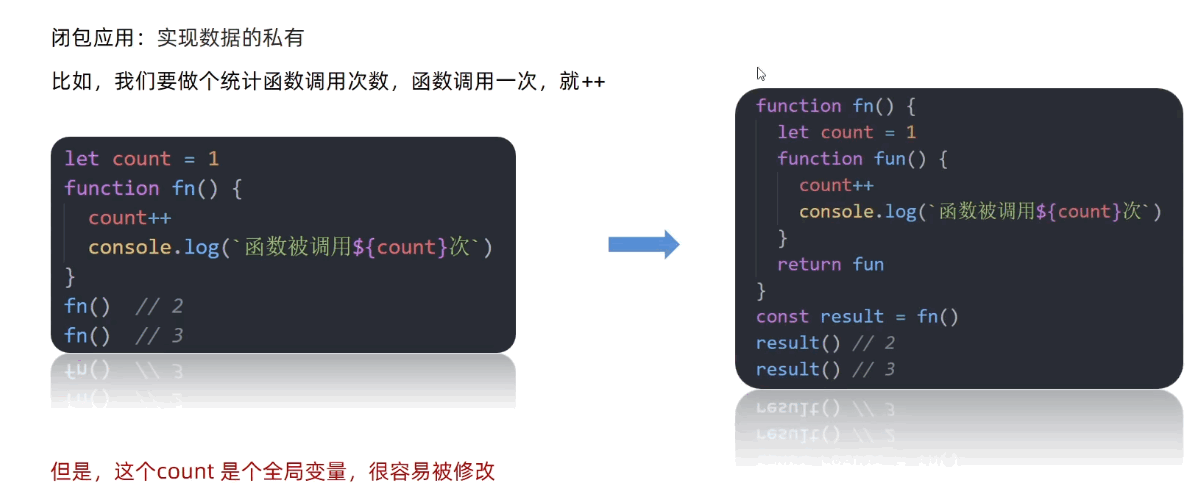 闭包应用：实现数据的私有
比如，我们要做个统计函数调用次数，函数调用一次，就++
let count = 1
function fn() {
count++
console.log(`函数被调用${count}次`)
}
fn() // 2
fn() // 3
但是，这个count 是个全局变量，很容易被修改
function fn() {
let count = 1
function fun() {
count++
console.log(`函数被调用${count}次`)
}
return fun
}
const result = fn()
result() // 2
result() // 3